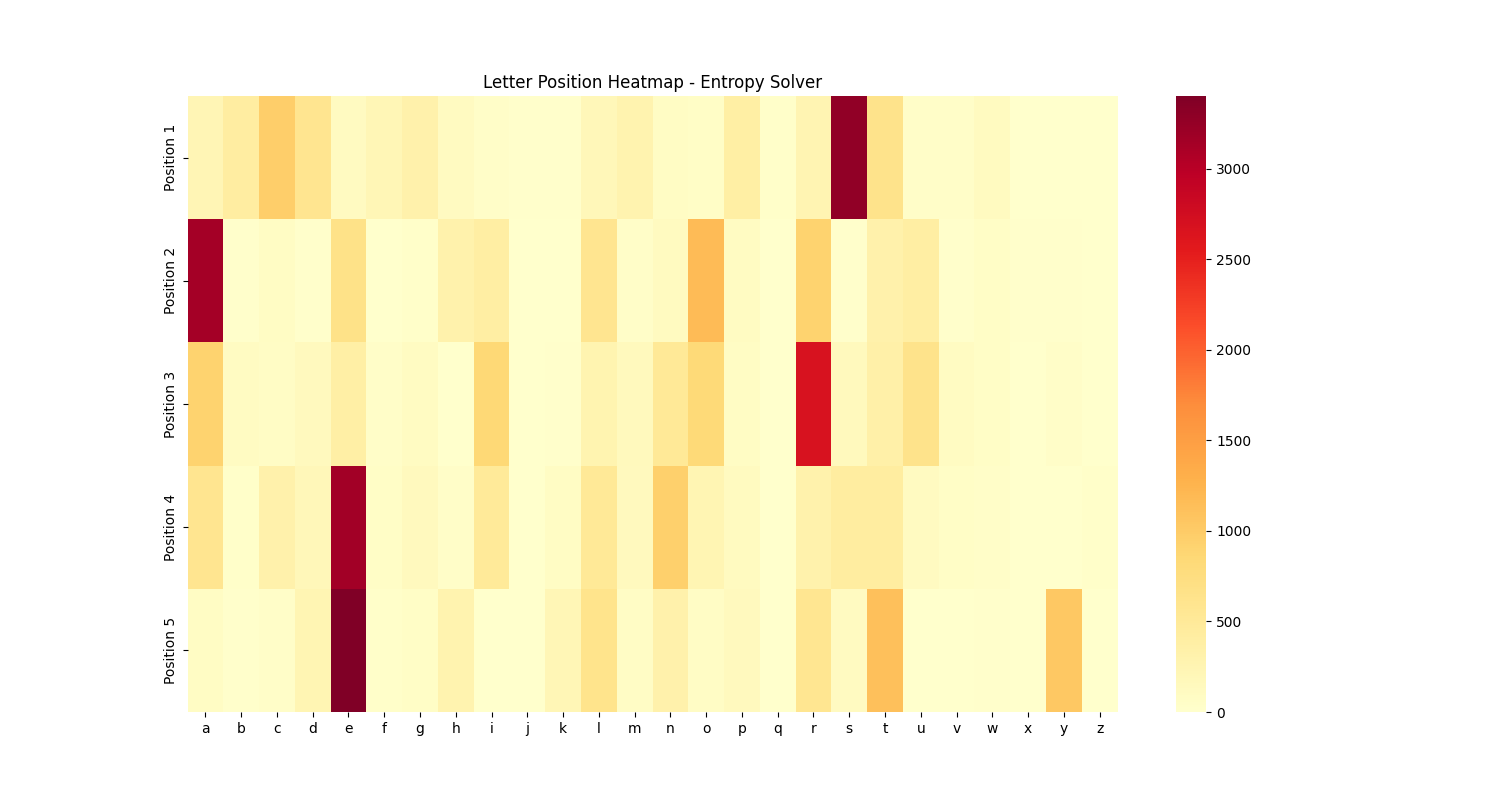 Letter Position Heatmap - Entropy Solver
Position 1
Position 2
Position 3
Position 4
Position 5
a b c d e f g h i j k l m n o p q r s t u v w x y z
3000
2500
2000
1500
1000
500
0